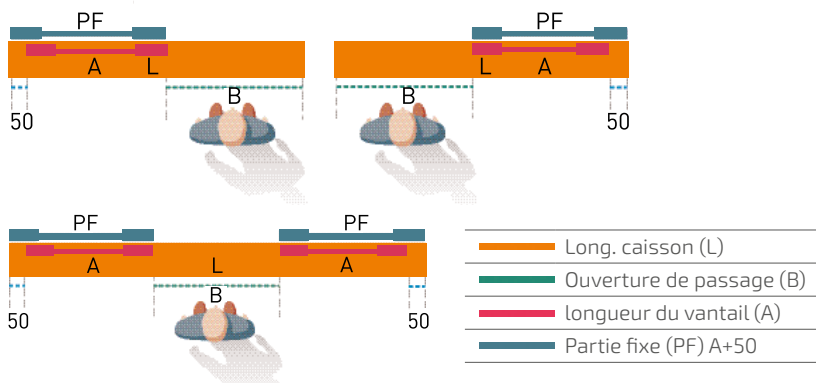 PF
A
L
50
B
PF
L
A
B
50
PF
PF
A
L
A
50
B
50
Long. caisson (L)
Ouverture de passage (B)
longueur du vantail (A)
Partie fixe (PF) A+50